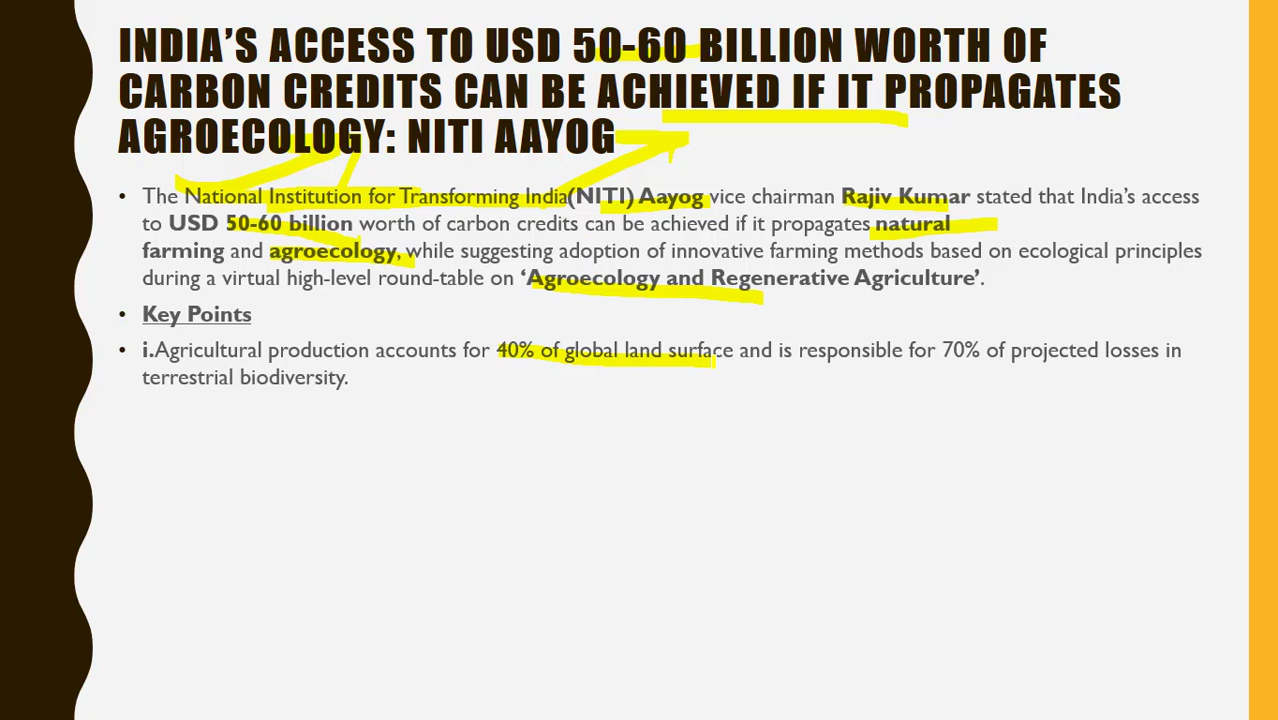 INDIA'S ACCESS TO USD 50-60 BILLION WORTH OF
CARBON CREDITS CAN BE ACHIEVED IF IT PROPAGATES
AGROECOLOGY: NITI AAYOG
• The National Institution for Transforming India(NITI) Aayog vice chairman Rajiv Kumar stated that India's access
to USD 50-60 billion worth of carbon credits can be achieved if it propagates natural
farming and agroecology, while suggesting adoption of innovative farming methods based on ecological principles
during a virtual high-level round-table on 'Agroecology and Regenerative Agriculture'.
• Key Points
• i.Agricultural production accounts for 40% of global land surface and is responsible for 70% of projected losses in
terrestrial biodiversity.